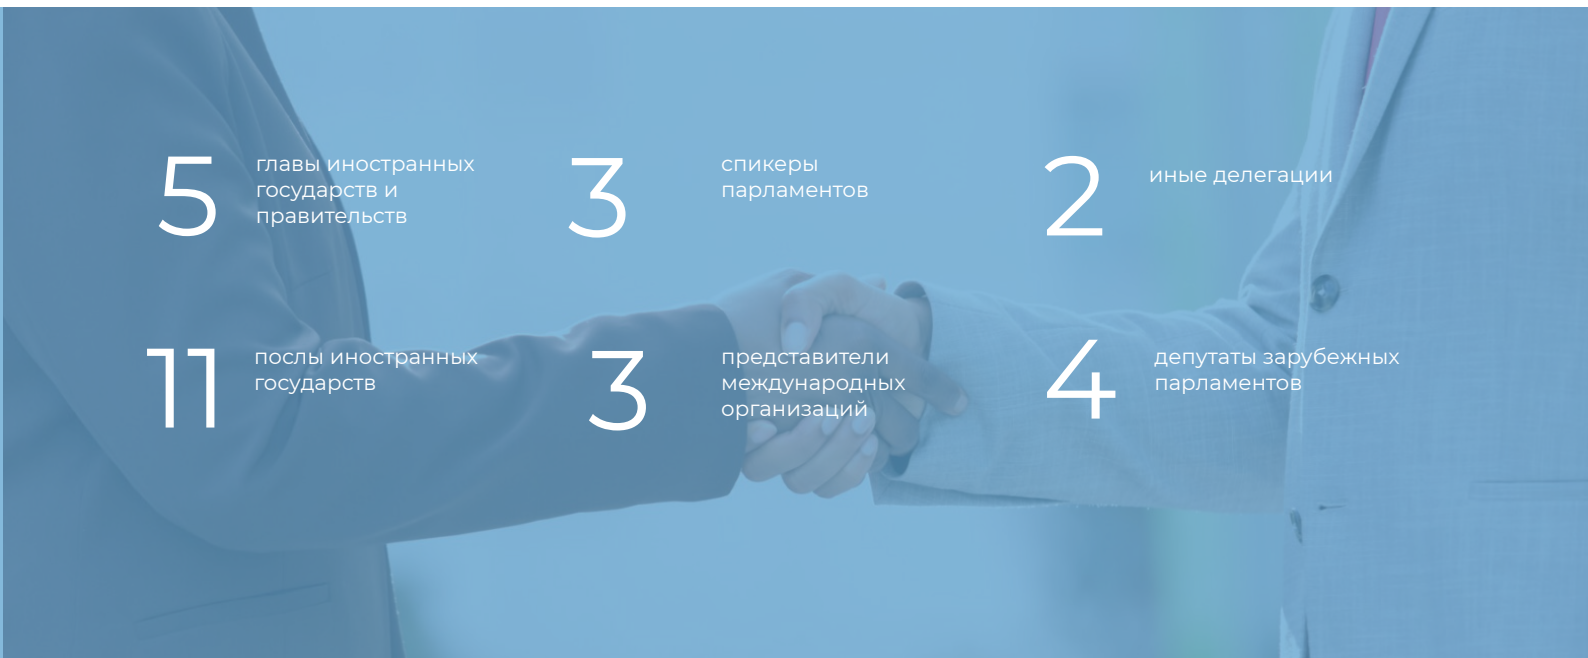 5
главы иностранных
государств и
правительств
3
спикеры
парламентов
2
иные делегации
11
послы иностранных
государств
3
представители
международных
организаций
4
депутаты зарубежных
парламентов